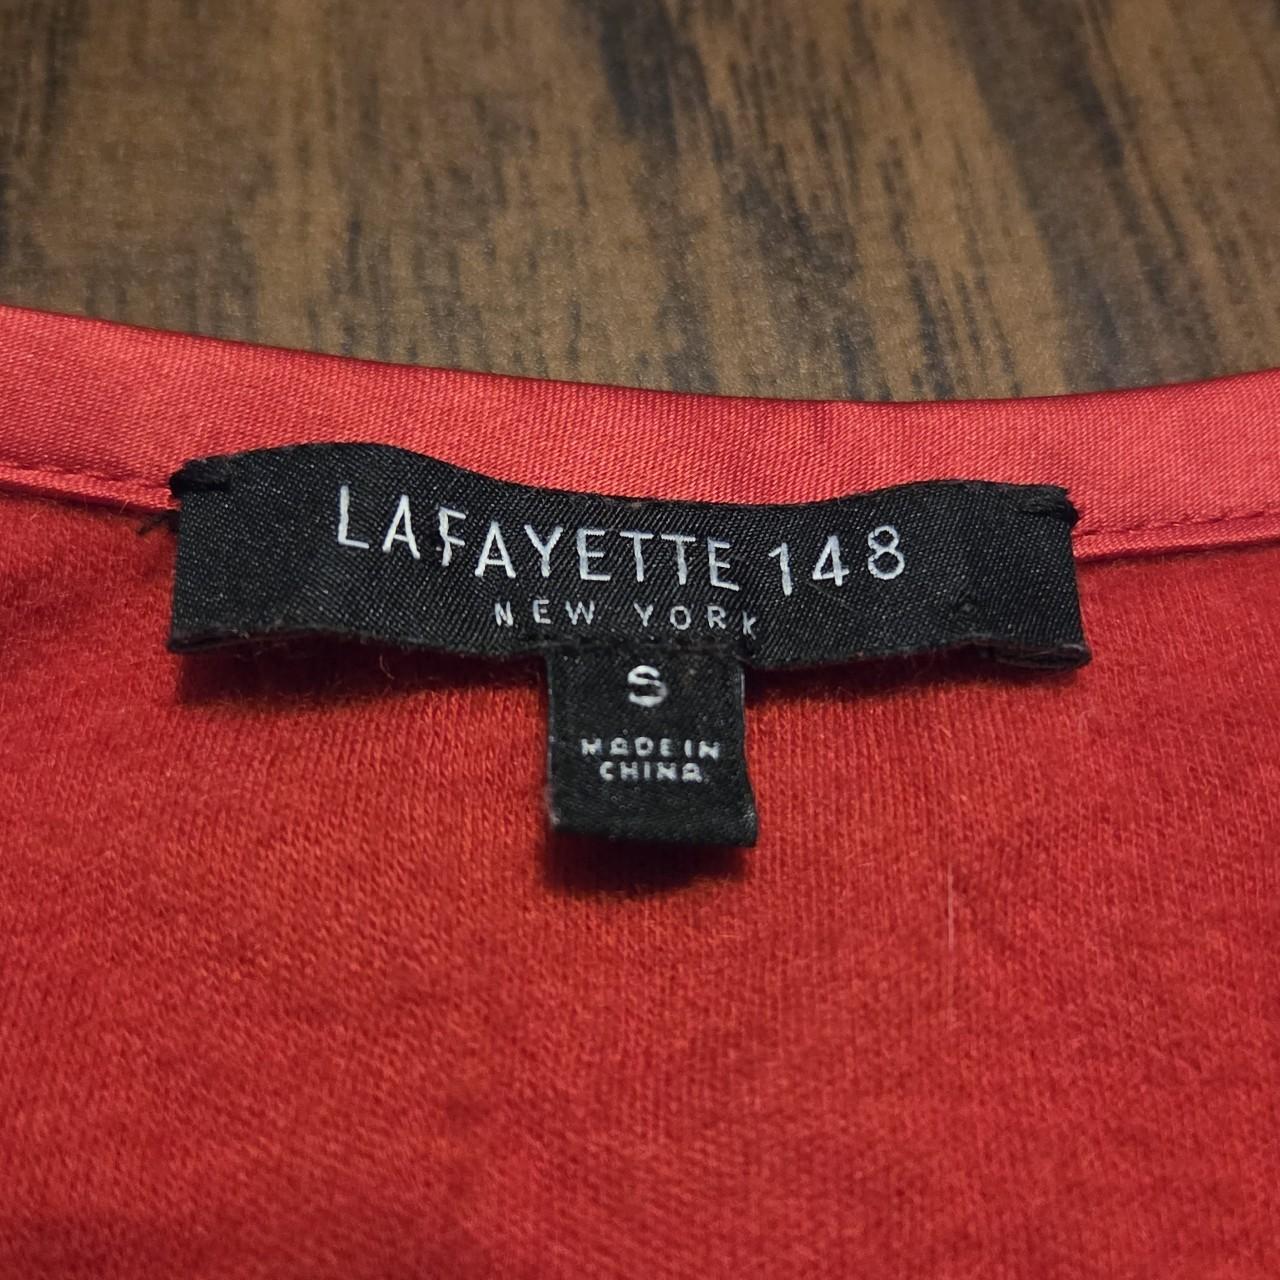 LAFAYETTE 148
NEW YORK
S
MADE IN
CHINA